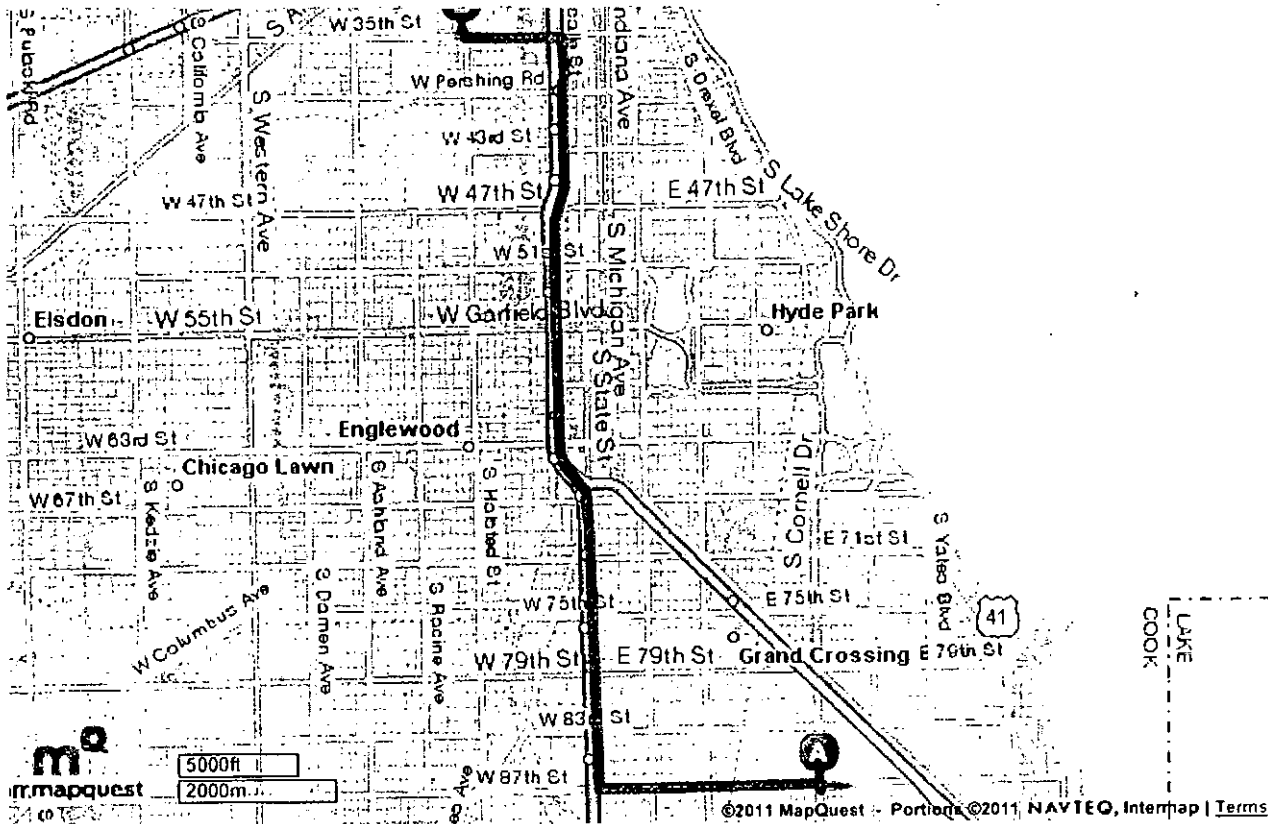 W 35th St
S California Ave
S Western Ave
W Pershing Rd
Indiana Ave
S Drexel Blvd
W 43rd St
W 47th St
W 47th St
E 47th St
S Lake Shore Dr
W 51 St
S Michigan Ave
Elsdon
W 55th St
W Garfield Blvd
Hyde Park
S State St
W 63rd St
Englewood
Chicago Lawn
W 67th St
S Kedzie Ave
S Ashland Ave
S Halsted St
S Cornell Dr
E 71st St
S Yates Blvd
W Columbus Ave
S Damen Ave
S Racine Ave
W 75th St
E 75th St
41
W 79th St
E 79th St
Grand Crossing
E 79th St
LAKE
COOK
W 83rd St
A
mQ
mapquest
5000ft
2000m
W 87th St
Ave
©2011 MapQuest - Portions ©2011 NAVTEQ, Intermap | Terms